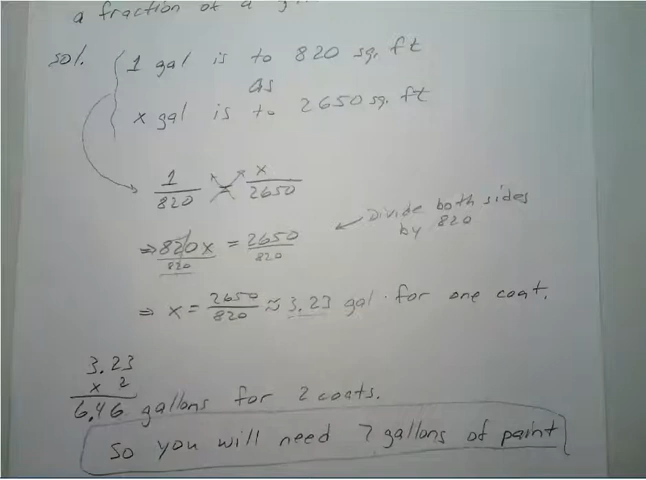 a fraction of a
sol. 1 gal is to 820 sq. ft
as
x gal is to 2650 sq. ft
1/820 = x/2650
⇒ 820x/820 = 2650/820 ← Divide both sides by 820
⇒ x = 2650/820 ≈ 3.23 gal. for one coat.
3.23
x 2
6.46 gallons for 2 coats.
So you will need 7 gallons of paint